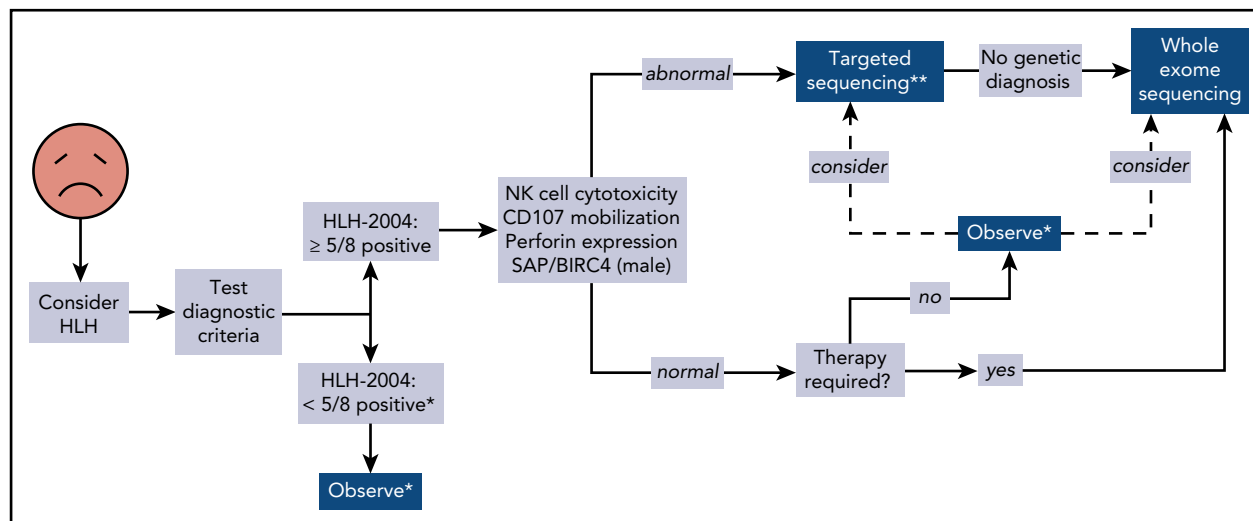 Consider
HLH
Test
diagnostic
criteria
HLH-2004:
≥ 5/8 positive
HLH-2004:
< 5/8 positive*
Observe*
NK cell cytotoxicity
CD107 mobilization
Perforin expression
SAP/BIRC4 (male)
abnormal
Targeted
sequencing**
No genetic
diagnosis
Whole
exome
sequencing
consider
consider
Observe*
no
normal
Therapy
required?
yes